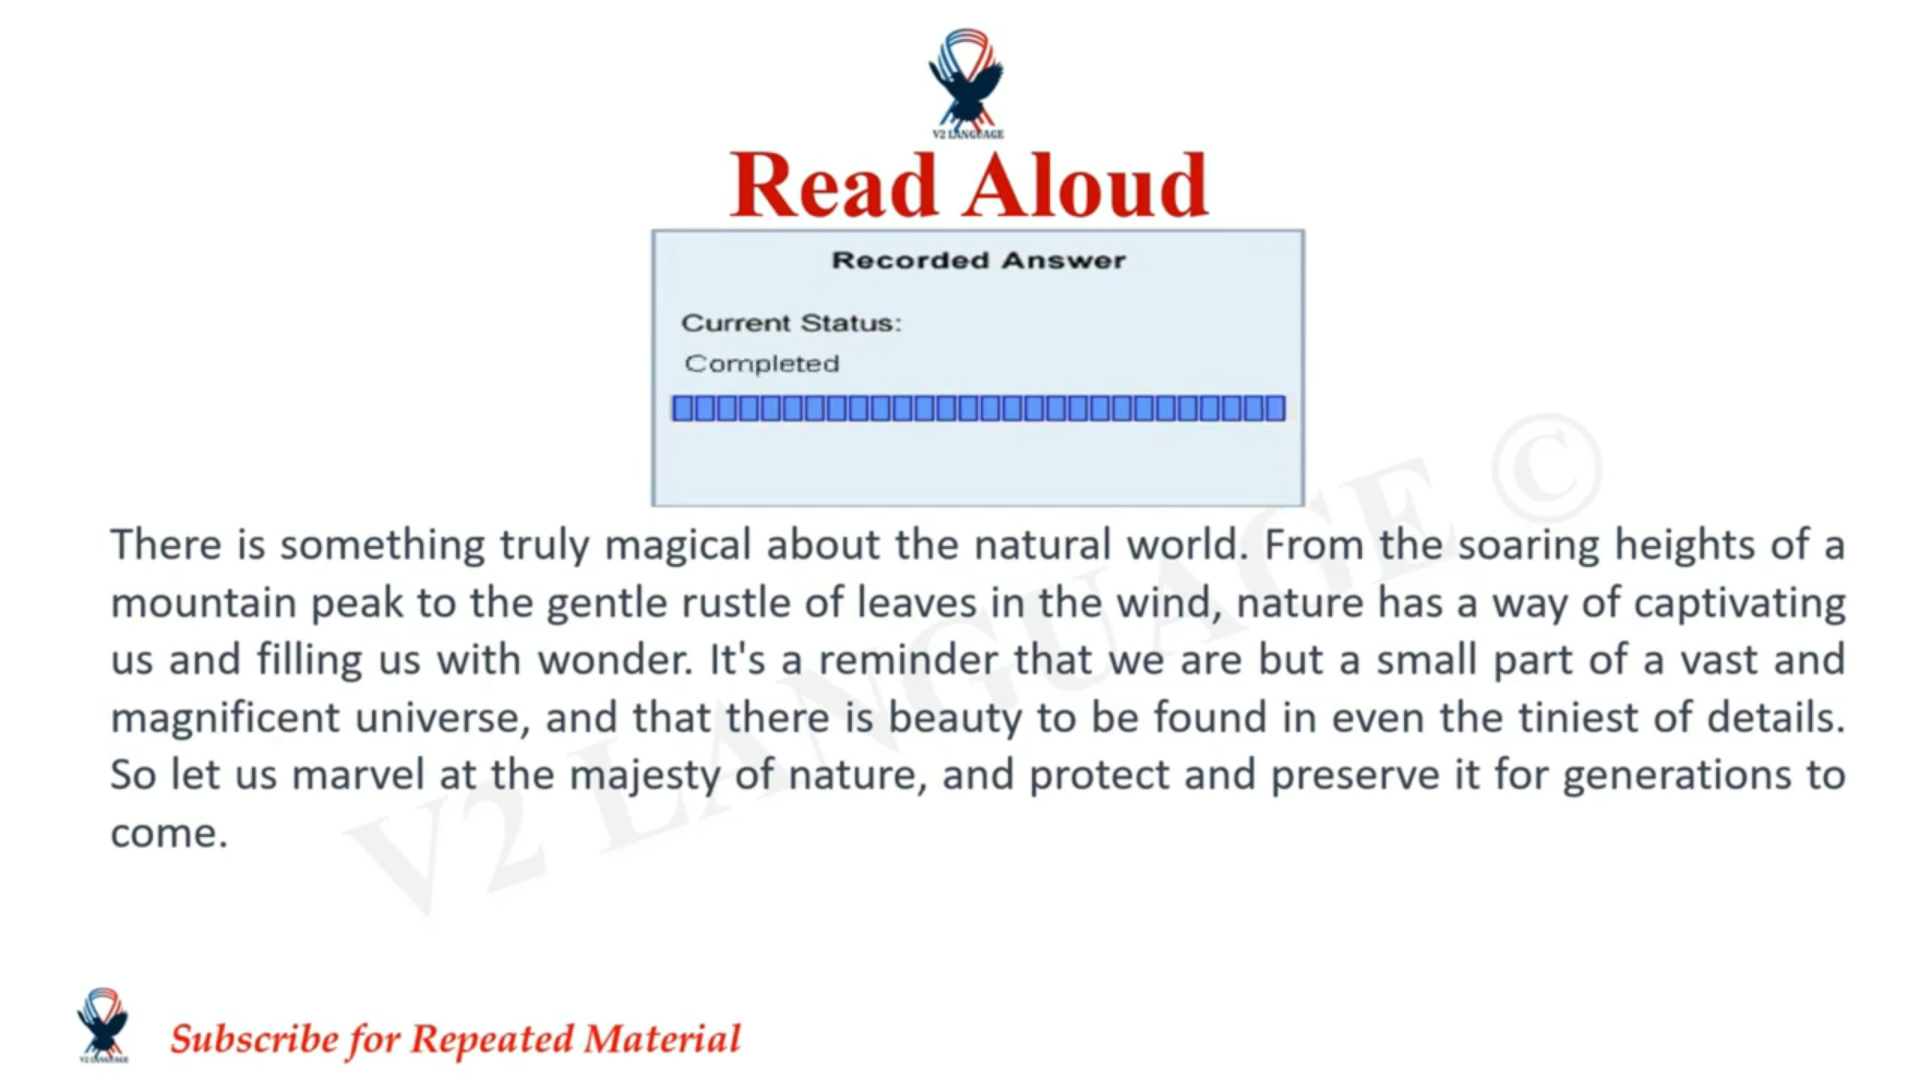 V2 LANGUAGE
Read Aloud
Recorded Answer
Current Status:
Completed
There is something truly magical about the natural world. From the soaring heights of a
mountain peak to the gentle rustle of leaves in the wind, nature has a way of captivating
us and filling us with wonder. It's a reminder that we are but a small part of a vast and
magnificent universe, and that there is beauty to be found in even the tiniest of details.
So let us marvel at the majesty of nature, and protect and preserve it for generations to
come.
V2 LANGUAGE ©
V2 LANGUAGE
Subscribe for Repeated Material